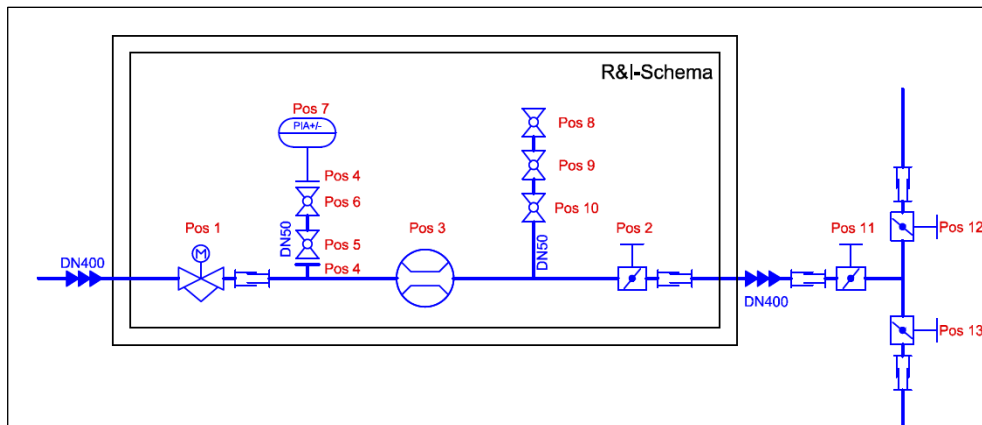 R&I-Schema
Pos 7
PIA+/-
Pos 8
Pos 4
Pos 9
Pos 6
Pos 10
DN50
Pos 1
Pos 5
Pos 3
DN50
Pos 2
Pos 11
Pos 12
DN400
Pos 4
DN400
Pos 13
M